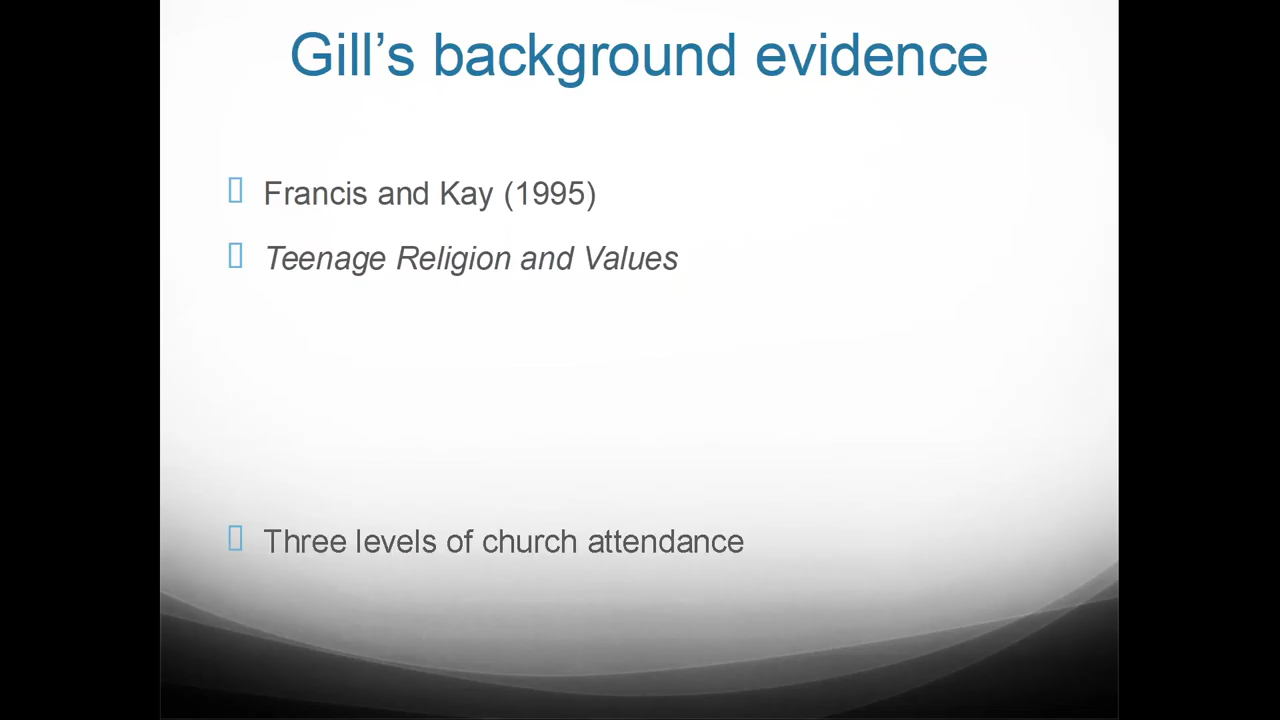 Gill’s background evidence
Francis and Kay (1995)
Teenage Religion and Values
Three levels of church attendance